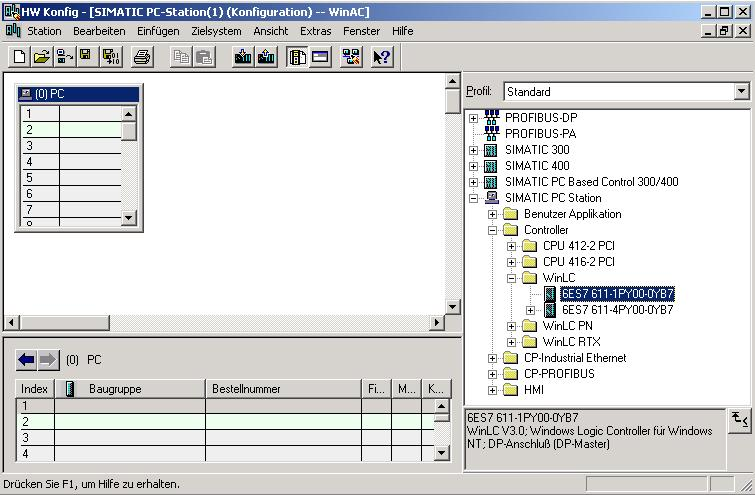 HW Konfig - [SIMATIC PC-Station(1) (Konfiguration) -- WinAC]
Station Bearbeiten Einfügen Zielsystem Ansicht Extras Fenster Hilfe
(0) PC
1
2
3
4
5
6
7
Profil: Standard
PROFIBUS-DP
PROFIBUS-PA
SIMATIC 300
SIMATIC 400
SIMATIC PC Based Control 300/400
SIMATIC PC Station
Benutzer Applikation
Controller
CPU 412-2 PCI
CPU 416-2 PCI
WinLC
6ES7 611-1PY00-0YB7
6ES7 611-4PY00-0YB7
WinLC PN
WinLC RTX
CP-Industrial Ethernet
CP-PROFIBUS
HMI
(0) PC
Index Baugruppe Bestellnummer Fi... M... K...
1
2
3
4
6ES7 611-1PY00-0YB7
WinLC V3.0; Windows Logic Controller für Windows
NT; DP-Anschluß (DP-Master)
Drücken Sie F1, um Hilfe zu erhalten.